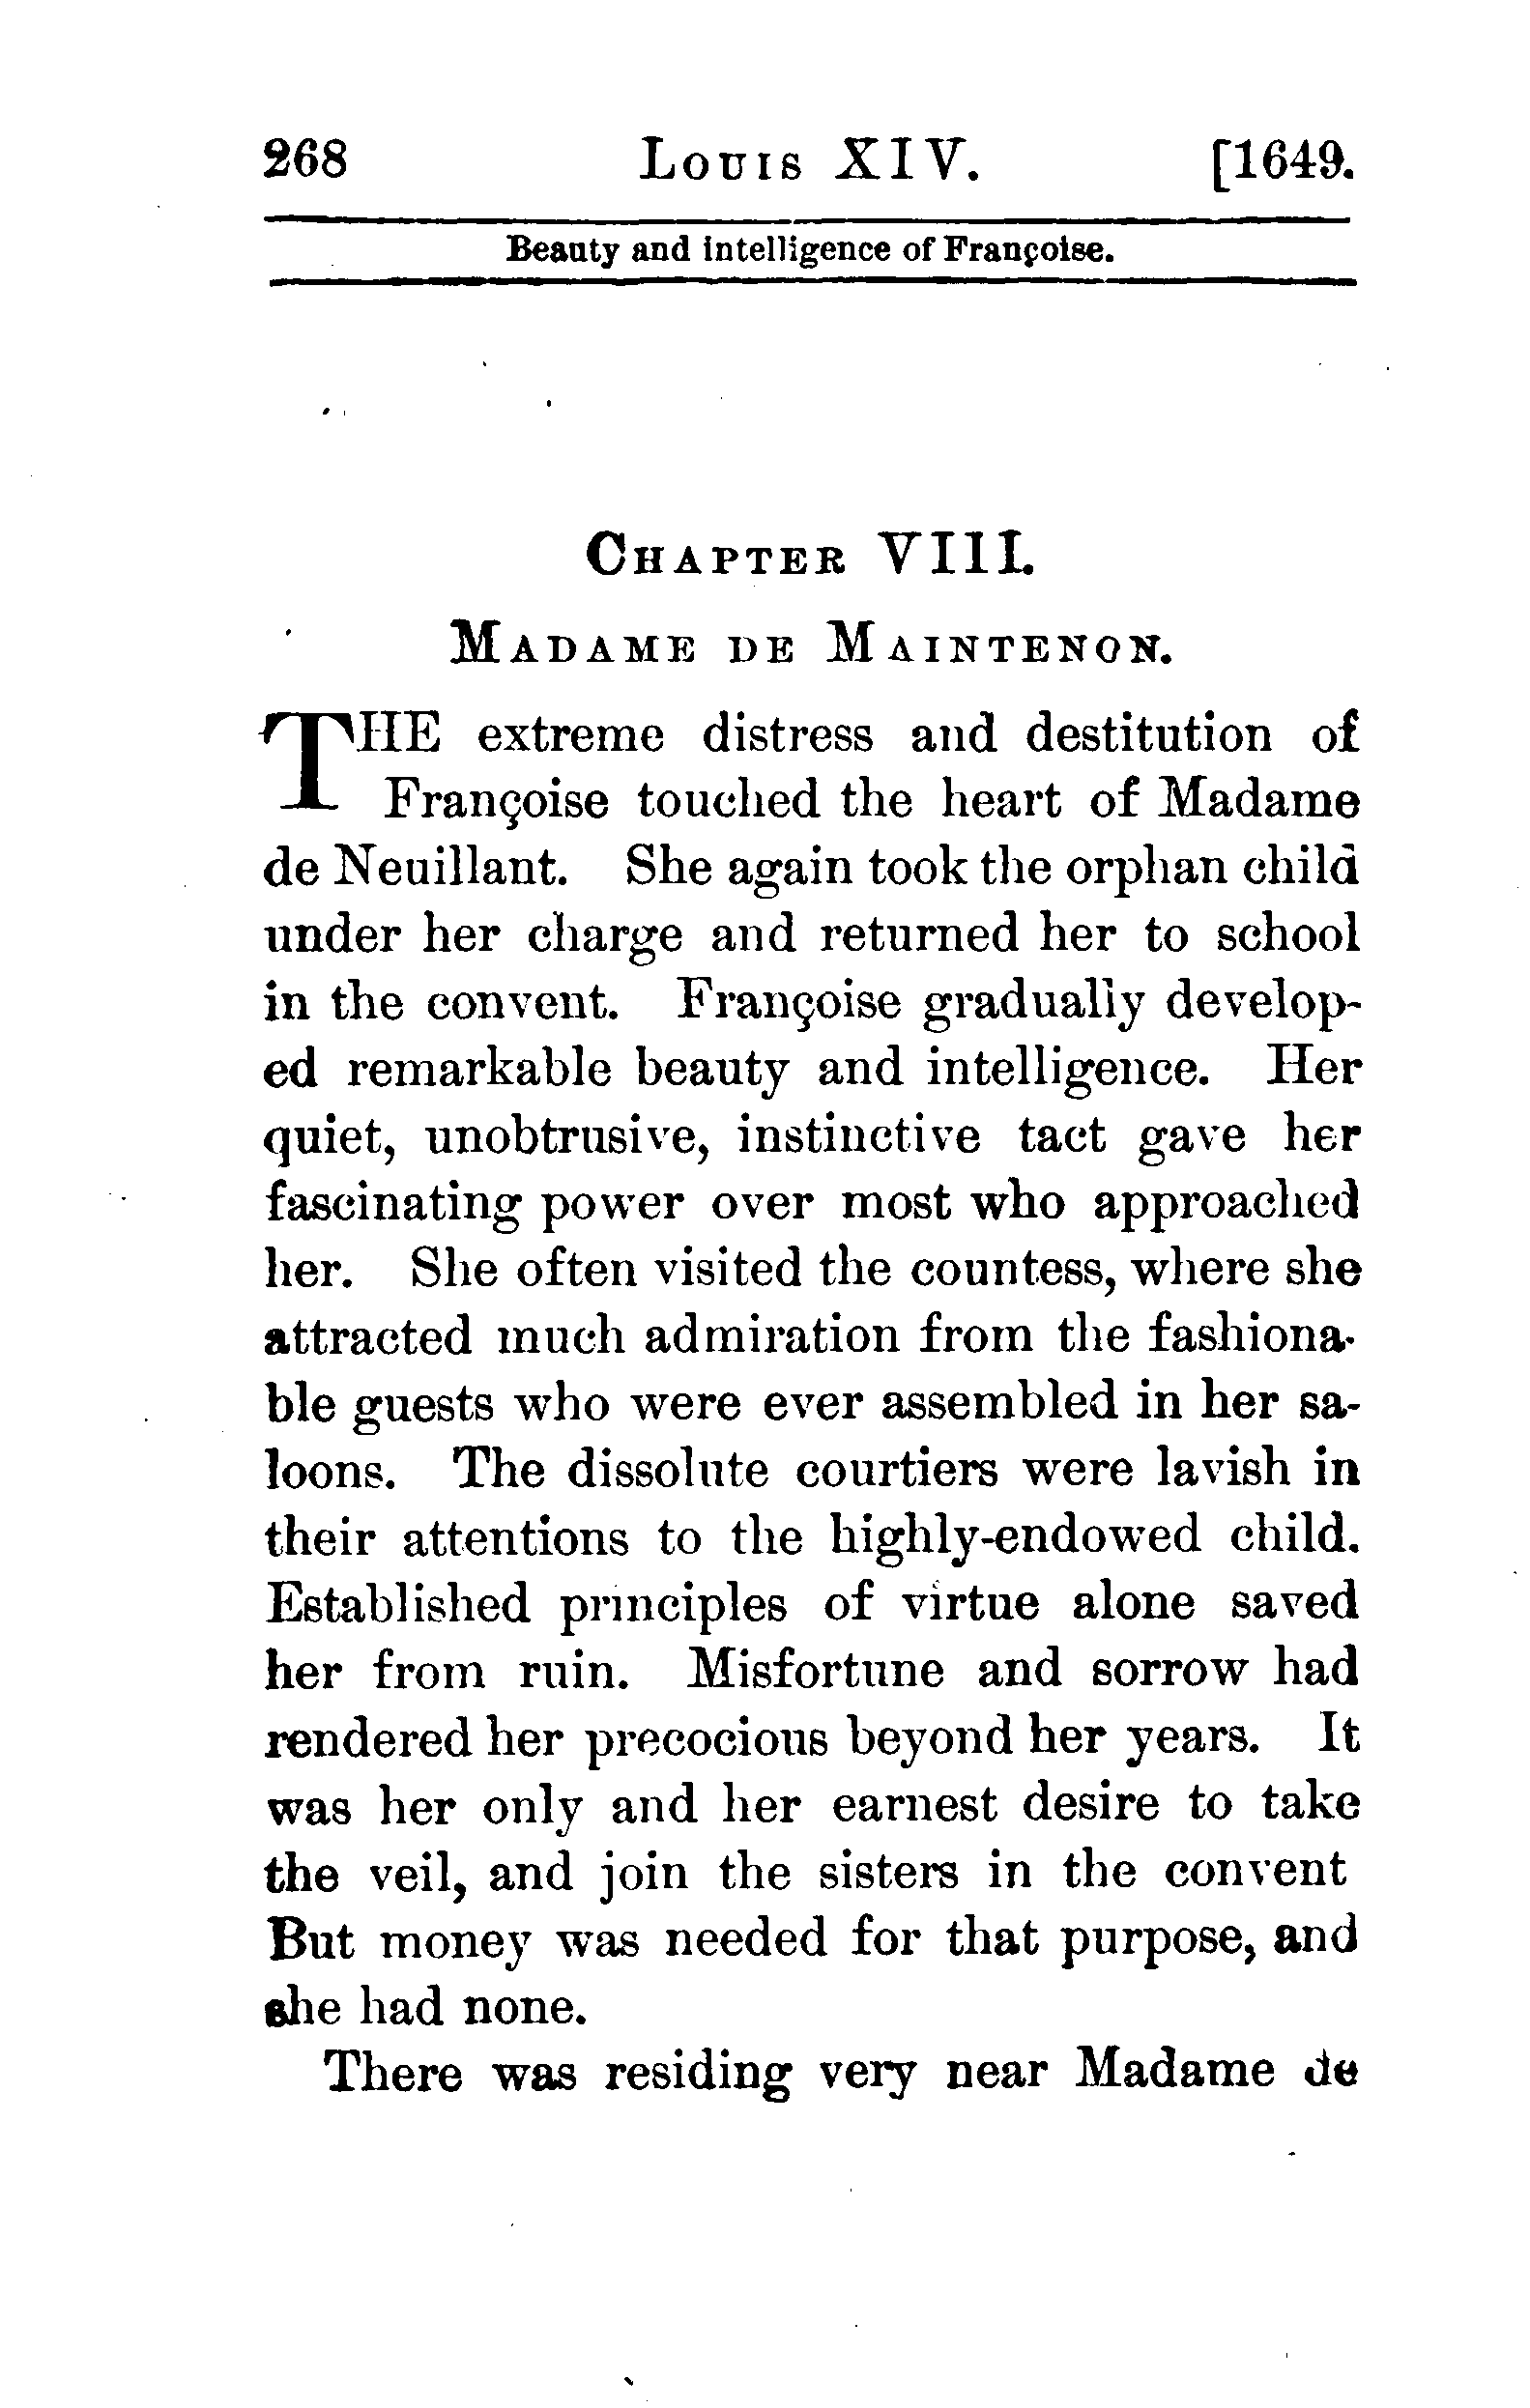 268 Louis XIV. [1649.
Beauty and intelligence of Françoise.
Chapter VIII.
Madame de Maintenon.
THE extreme distress and destitution of
Françoise touched the heart of Madame
de Neuillant. She again took the orphan child
under her charge and returned her to school
in the convent. Françoise gradually develop-
ed remarkable beauty and intelligence. Her
quiet, unobtrusive, instinctive tact gave her
fascinating power over most who approached
her. She often visited the countess, where she
attracted much admiration from the fashiona-
ble guests who were ever assembled in her sa-
loons. The dissolute courtiers were lavish in
their attentions to the highly-endowed child.
Established principles of virtue alone saved
her from ruin. Misfortune and sorrow had
rendered her precocious beyond her years. It
was her only and her earnest desire to take
the veil, and join the sisters in the convent
But money was needed for that purpose, and
she had none.
There was residing very near Madame de